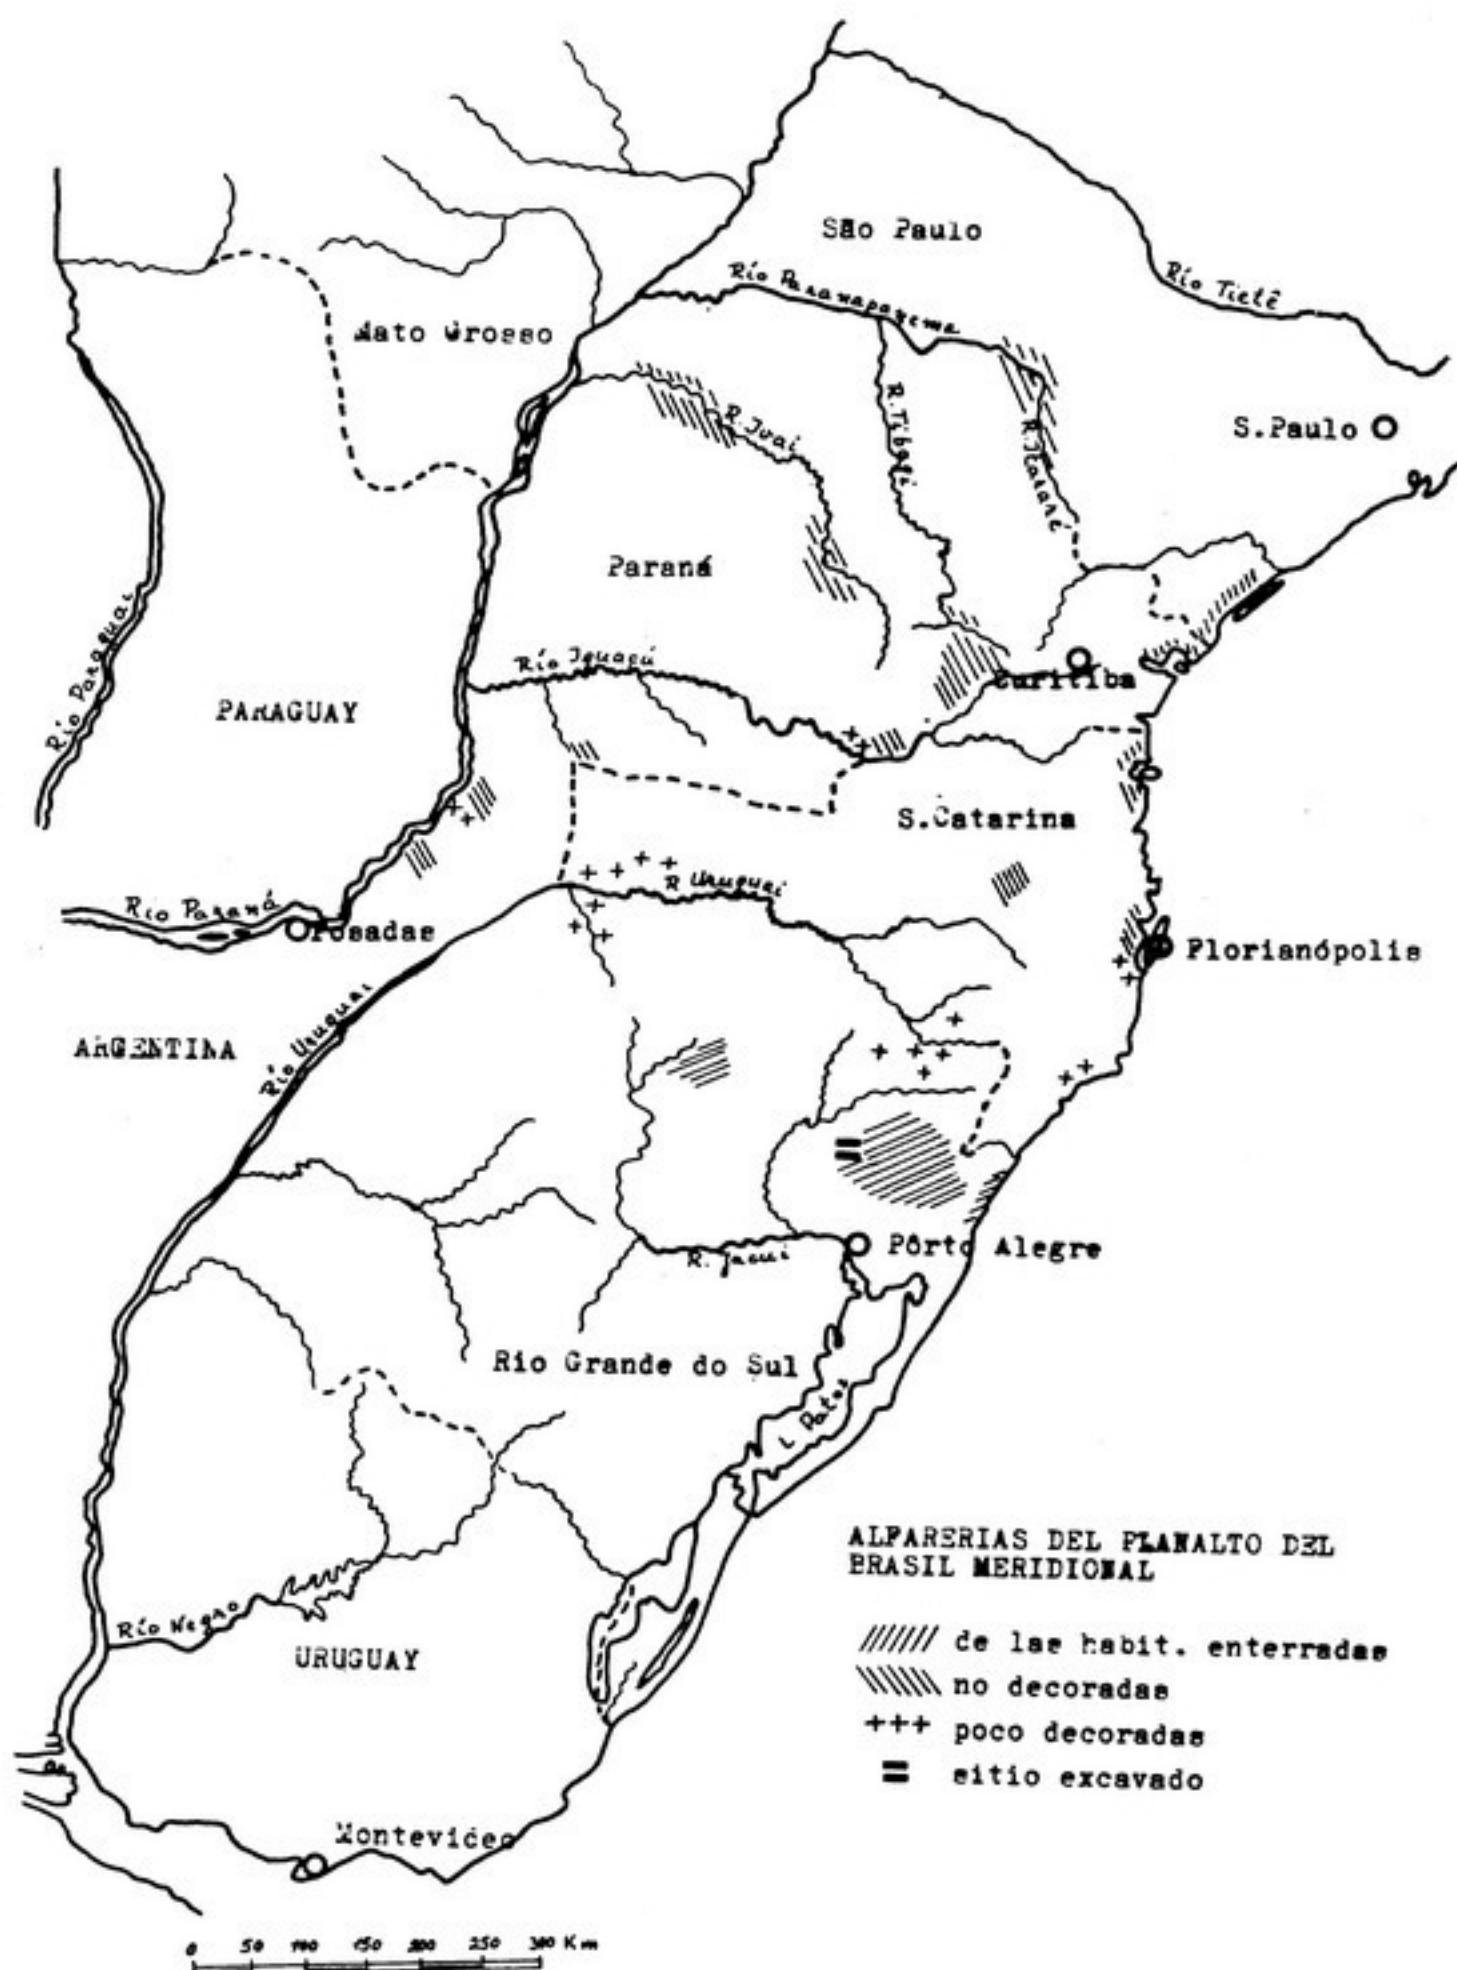 São Paulo
Río Paranapanema
Río Tietê
Mato Grosso
R. Ivaí
R. Tibagí
R. Itararé
S.Paulo
Paraná
Río Paraguai
Río Iguaçú
Curitiba
PARAGUAY
S.Catarina
R Uruguai
Río Paraná
Posadas
Florianópolis
ARGENTINA
Río Uruguai
Pôrto Alegre
R. Jacuí
Rio Grande do Sul
L Patos
ALFARERIAS DEL PLANALTO DEL
BRASIL MERIDIONAL
de las habit. enterradas
no decoradas
+++ poco decoradas
= sitio excavado
Río Negro
URUGUAY
Montevideo
0 50 100 150 200 250 300 Km